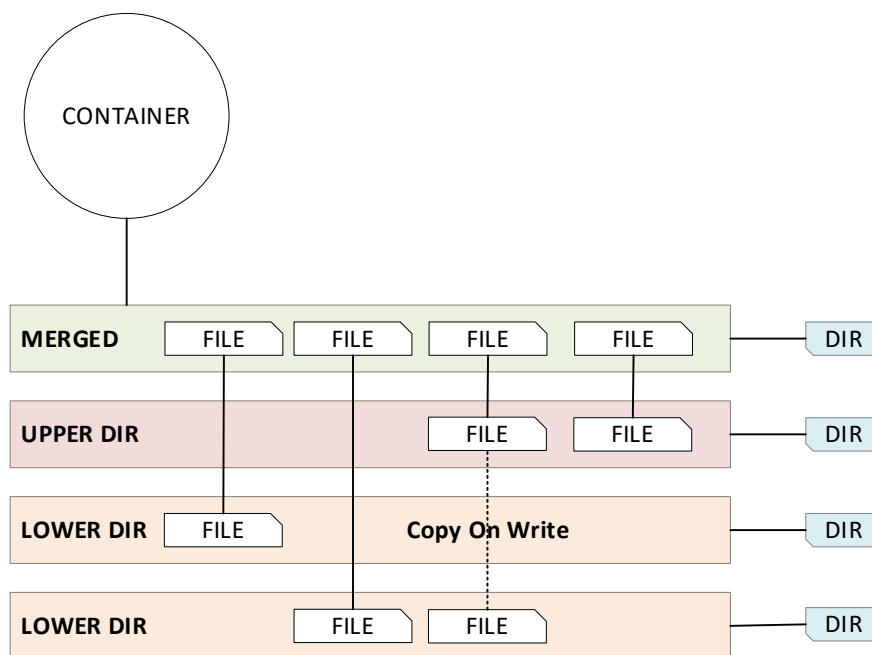 CONTAINER
MERGED FILE FILE FILE FILE DIR
UPPER DIR FILE FILE DIR
LOWER DIR FILE Copy On Write DIR
LOWER DIR FILE FILE DIR